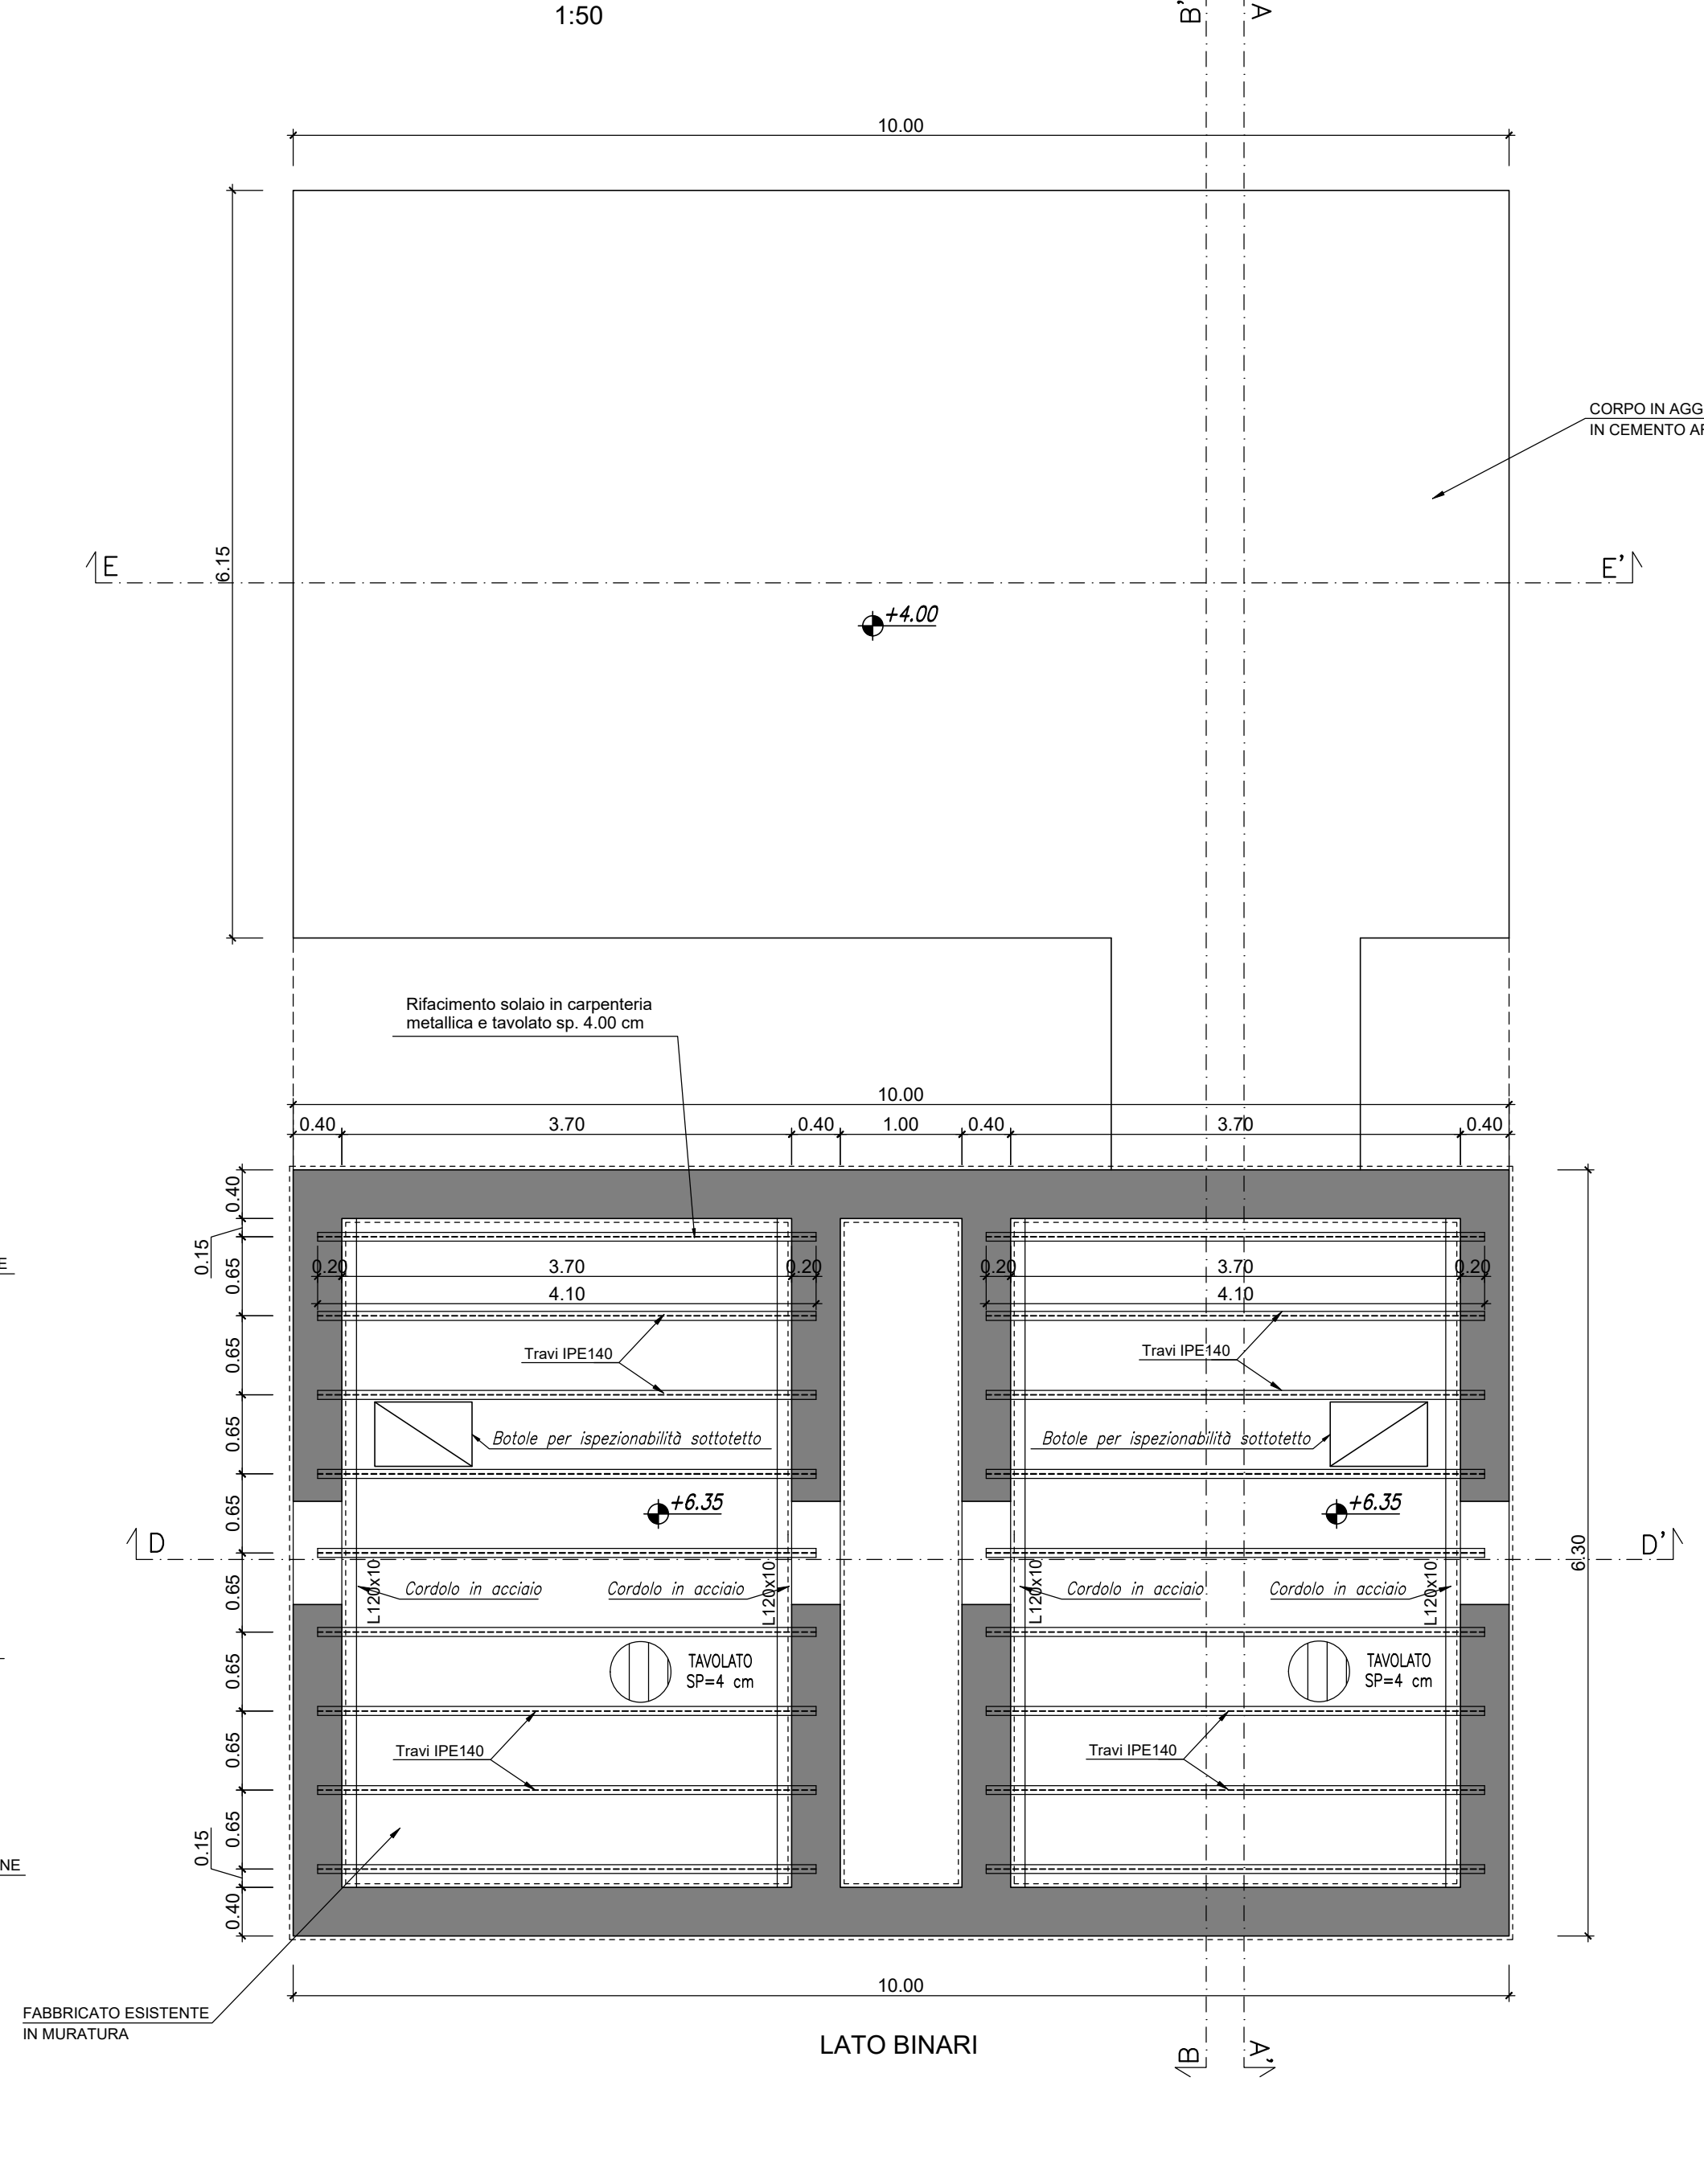 1:50
B'
A
10.00
CORPO IN AGG
IN CEMENTO
6.15
E
E'
+4.00
Rifacimento solaio in carpenteria
metallica e tavolato sp. 4.00 cm
10.00
0.40 3.70 0.40 1.00 0.40 3.70 0.40
0.40
0.15
0.65
0.20 3.70 0.20
4.10
0.20 3.70 0.20
4.10
E
0.65
Travi IPE140
Travi IPE140
0.65
Botole per ispezionabilità sottotetto
Botole per ispezionabilità sottotetto
+6.35
+6.35
0.65
D
D'
6.30
0.65
L120x10
Cordolo in acciaio
Cordolo in acciaio
L120x10
L120x10
Cordolo in acciaio
Cordolo in acciaio
L120x10
0.65
TAVOLATO
SP=4 cm
TAVOLATO
SP=4 cm
0.65
Travi IPE140
Travi IPE140
0.65
0.15
NE
0.40
10.00
FABBRICATO ESISTENTE
IN MURATURA
LATO BINARI
B
A'